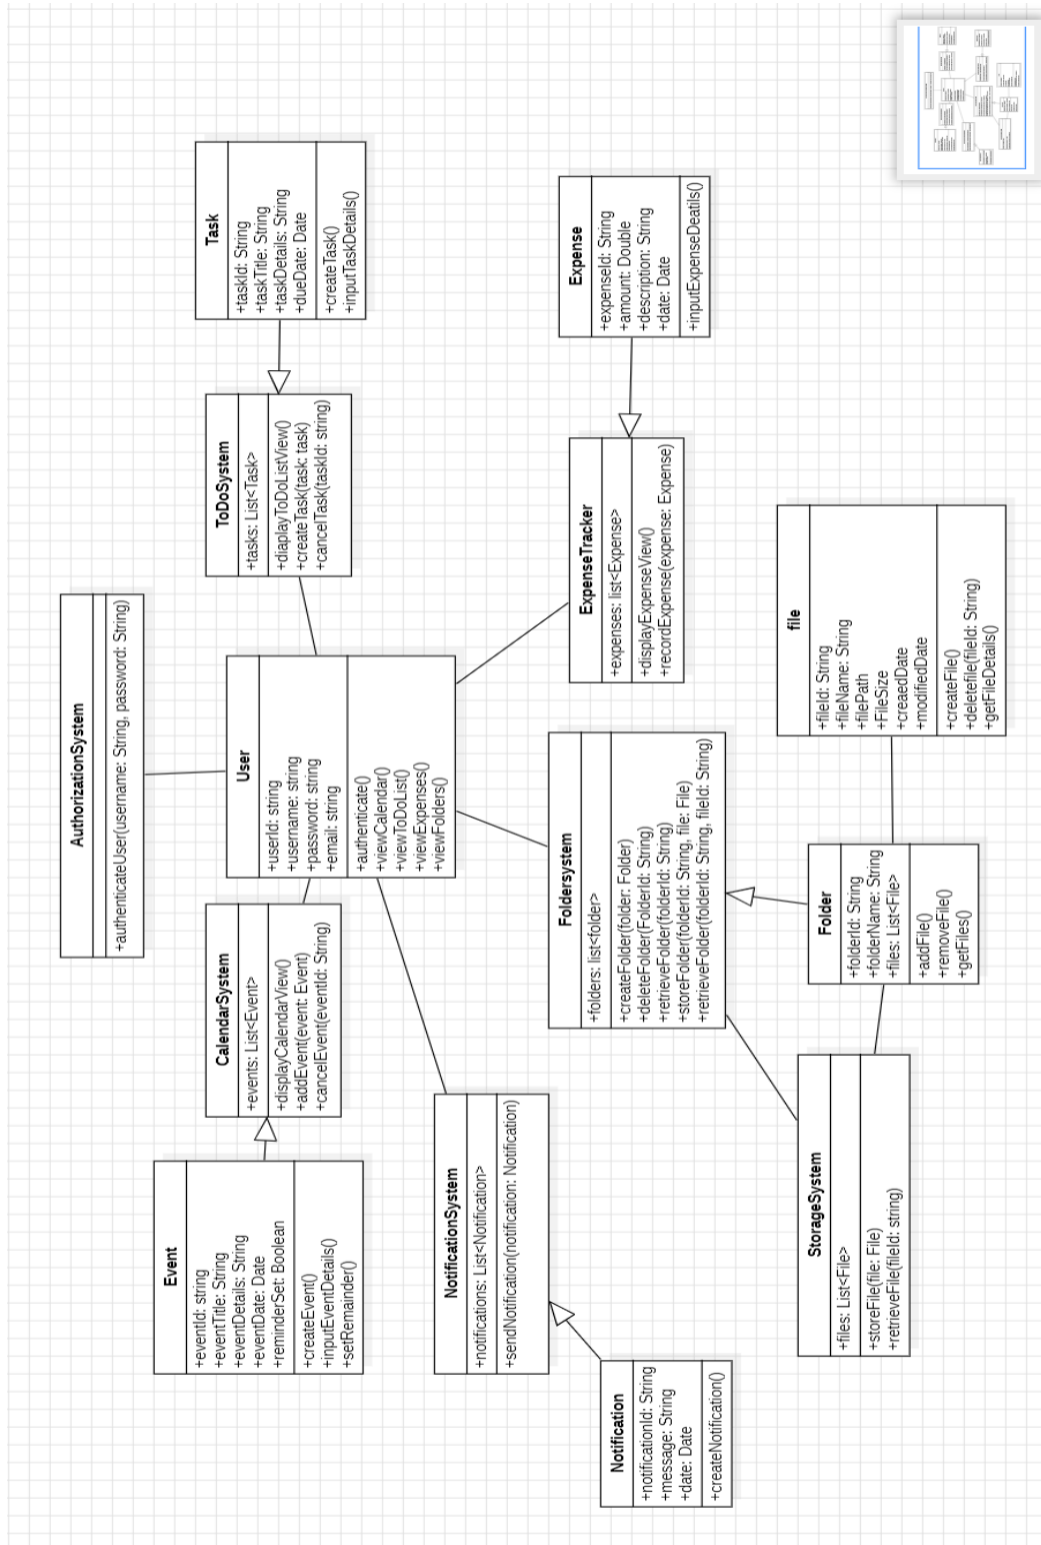 AuthorizationSystem
+authenticateUser(username: String, password: String)
Task
+taskId: String
+taskTitle: String
+taskDetails: String
+dueDate: Date
+createTask()
+inputTaskDetails()
ToDoSystem
+tasks: List<Task>
+diaplayToDoListView()
+createTask(task: task)
+cancelTask(taskId: string)
User
+userId: string
+username: string
+password: string
+email: string
+authenticate()
+viewCalendar()
+viewToDoList()
+viewExpenses()
+viewFolders()
CalendarSystem
+events: List<Event>
+displayCalendarView()
+addEvent(event: Event)
+cancelEvent(eventId: String)
Event
+eventId: string
+eventTitle: String
+eventDetails: String
+eventDate: Date
+reminderSet: Boolean
+createEvent()
+inputEventDetails()
+setRemainder()
NotificationSystem
+notifications: List<Notification>
+sendNotification(notification: Notification)
Notification
+notificationId: String
+message: String
+date: Date
+createNotification()
Expense
+expenseId: String
+amount: Double
+description: String
+date: Date
+inputExpenseDeatils()
ExpenseTracker
+expenses: list<Expense>
+displayExpenseView()
+recordExpense(expense: Expense)
Foldersystem
+folders: list<folder>
+createFolder(folder: Folder)
+deleteFolder(FolderId: String)
+retrieveFolder(folderId: String)
+storeFolder(folderId: String, file: File)
+retrieveFolder(folderId: String, fileId: String)
file
+fileId: String
+fileName: String
+filePath
+FileSize
+creaedDate
+modifiedDate
+createFile()
+deletefile(fileId: String)
+getFileDetails()
Folder
+folderId: String
+folderName: String
+files: List<File>
+addFile()
+removeFile()
+getFiles()
StorageSystem
+files: List<File>
+storeFile(file: File)
+retrieveFile(fileId: string)